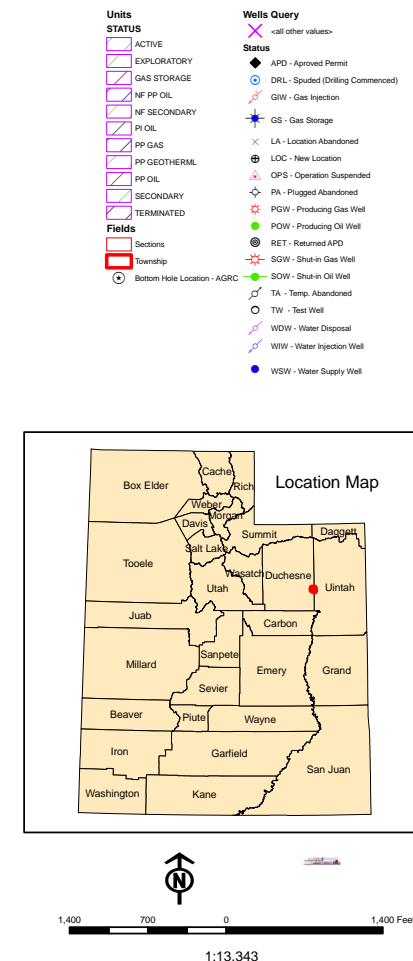 Units
STATUS
ACTIVE
EXPLORATORY
GAS STORAGE
NF PP OIL
NF SECONDARY
PI OIL
PP GAS
PP GEOTHERML
PP OIL
SECONDARY
TERMINATED
Fields
Sections
Township
Bottom Hole Location - AGRC
Wells Query
<all other values>
Status
APD - Aproved Permit
DRL - Spuded (Drilling Commenced)
GIW - Gas Injection
GS - Gas Storage
LA - Location Abandoned
LOC - New Location
OPS - Operation Suspended
PA - Plugged Abandoned
PGW - Producing Gas Well
POW - Producing Oil Well
RET - Returned APD
SGW - Shut-in Gas Well
SOW - Shut-in Oil Well
TA - Temp. Abandoned
TW - Test Well
WDW - Water Disposal
WIW - Water Injection Well
WSW - Water Supply Well
Location Map
Cache
Box Elder
Rich
Weber
Morgan
Davis
Summit
Daggett
Salt Lake
Tooele
Wasatch
Duchesne
Uintah
Utah
Juab
Carbon
Sanpete
Millard
Emery
Grand
Sevier
Beaver
Piute
Wayne
Iron
Garfield
San Juan
Washington
Kane
N
1,400 700 0 1,400 Feet
1:13,343